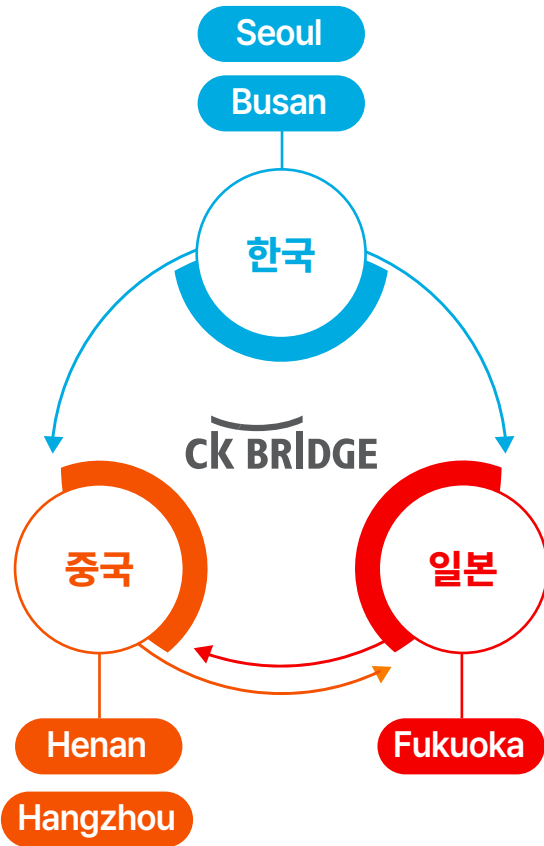 Seoul
Busan
한국
CK BRIDGE
중국
일본
Henan
Fukuoka
Hangzhou